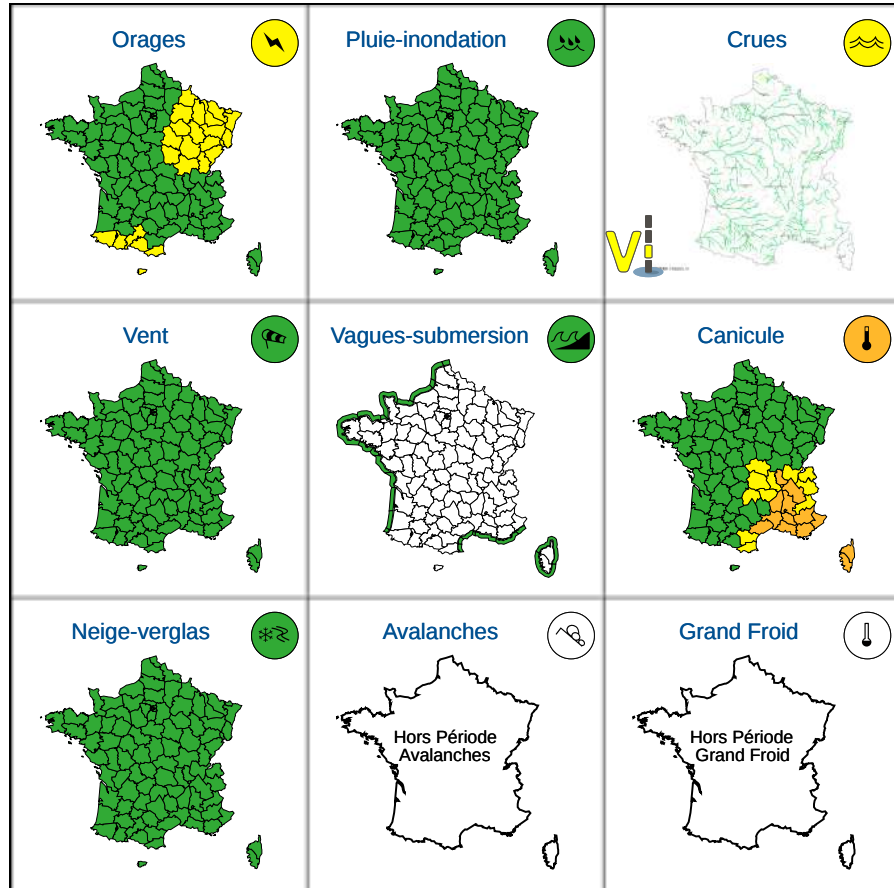 Orages
Pluie-inondation
Crues
Vent
Vagues-submersion
Canicule
Neige-verglas
Avalanches
Grand Froid
Hors Période
Avalanches
Hors Période
Grand Froid